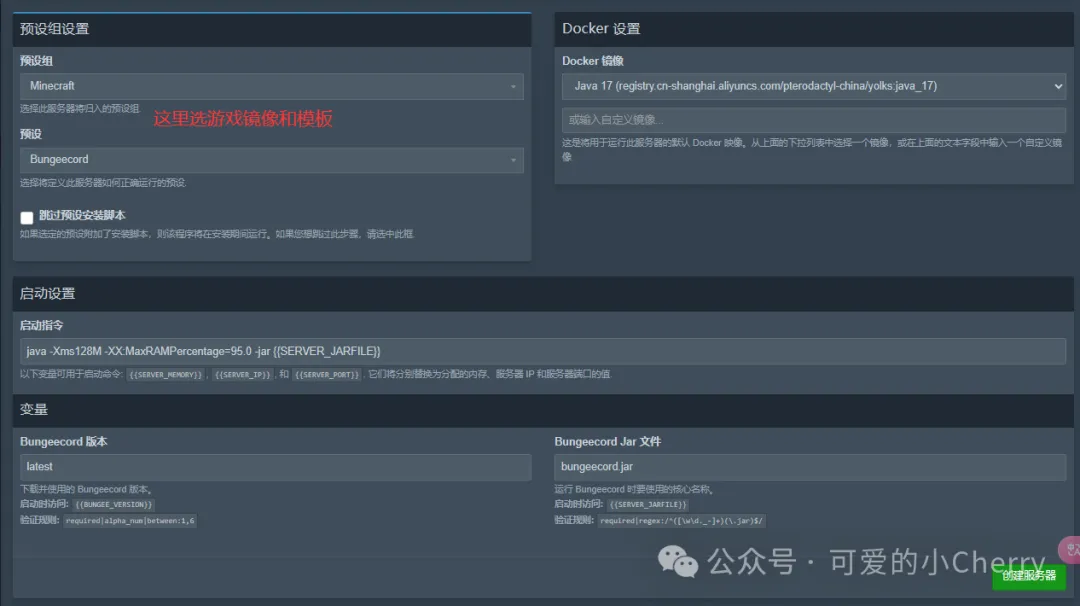 预设组设置
预设组
Minecraft
选择此服务器将归入的预设组.
这里选游戏镜像和模板
预设
Bungeecord
选择将定义此服务器如何正确运行的预设.
跳过预设安装脚本
如果选定的预设附加了安装脚本，则该程序将在安装期间运行。如果您想跳过此步骤，请选中此框.
Docker 设置
Docker 镜像
Java 17 (registry.cn-shanghai.aliyuncs.com/pterodactyl-china/yolks:java_17)
或输入自定义镜像...
这是将用于运行此服务器的默认 Docker 映像。从上面的下拉列表中选择一个镜像，或在上面的文本字段中输入一个自定义镜
像
启动设置
启动指令
java -Xms128M -XX:MaxRAMPercentage=95.0 -jar {{SERVER_JARFILE}}
以下变量可用于启动命令: {{SERVER_MEMORY}} , {{SERVER_IP}} , 和 {{SERVER_PORT}} . 它们将分别替换为分配的内存、服务器 IP 和服务器端口的值.
变量
Bungeecord 版本
latest
下载并使用的 Bungeecord 版本。
启动时访问: {{BUNGEE_VERSION}}
验证规则: required|alpha_num|between:1,6
Bungeecord Jar 文件
bungeecord.jar
运行 Bungeecord 时要使用的核心名称。
启动时访问: {{SERVER_JARFILE}}
验证规则: required|regex:/^([\w\d._-]+)(\.jar)$/
公众号 · 可爱的小Cherry
创建服务器